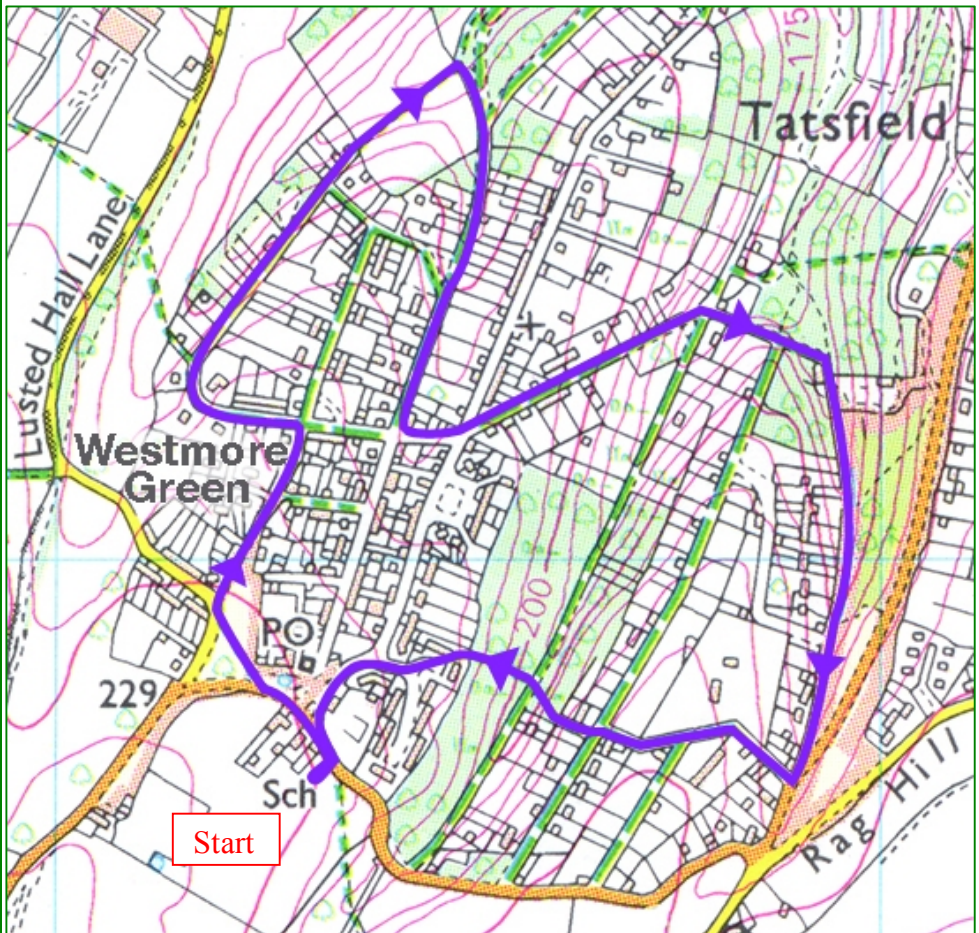 175
Tatsfield
Lusted Hall Lane
Westmore
Green
200
PO
229
Sch
Start
Rag Hill